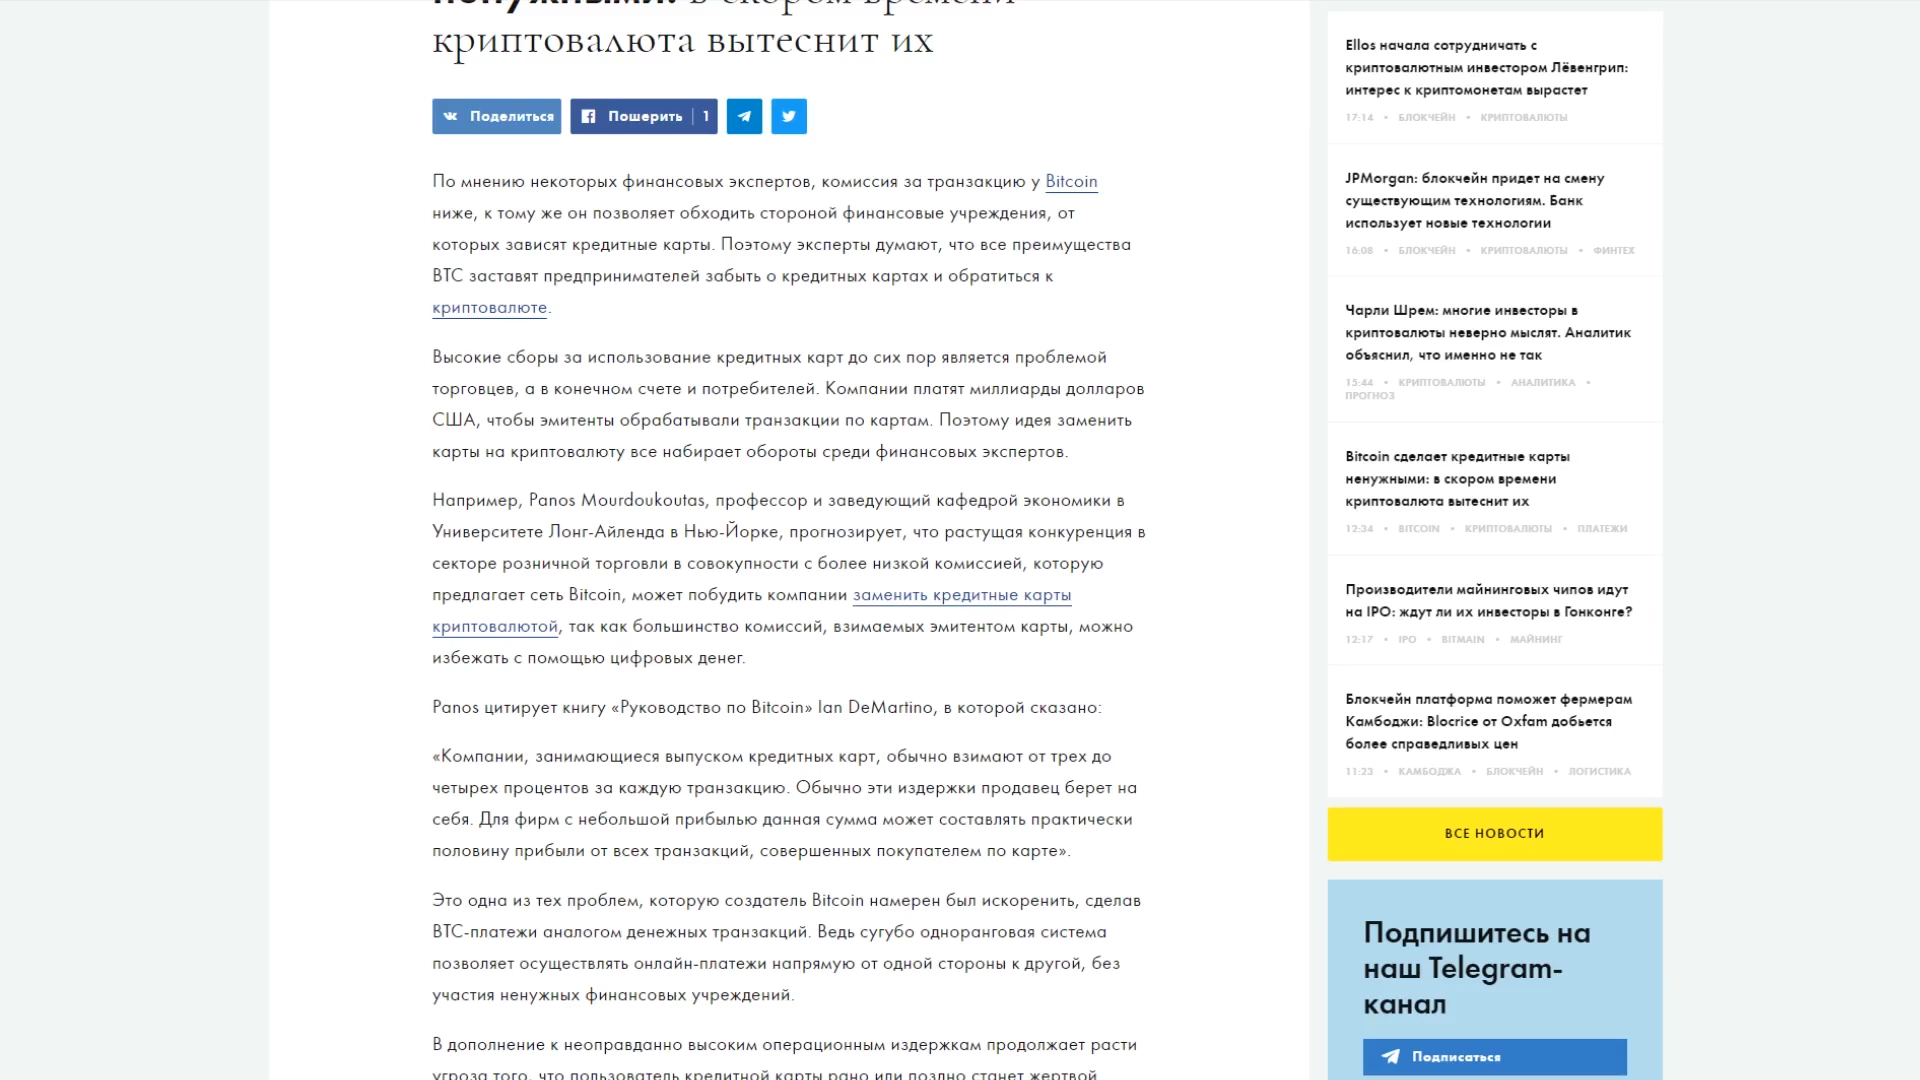 ненужными: в скором времени
криптовалюта вытеснит их
Поделиться
Пошерить 1
По мнению некоторых финансовых экспертов, комиссия за транзакцию у Bitcoin
ниже, к тому же он позволяет обходить стороной финансовые учреждения, от
которых зависят кредитные карты. Поэтому эксперты думают, что все преимущества
BTC заставят предпринимателей забыть о кредитных картах и обратиться к
криптовалюте.
Высокие сборы за использование кредитных карт до сих пор является проблемой
торговцев, а в конечном счете и потребителей. Компании платят миллиарды долларов
США, чтобы эмитенты обрабатывали транзакции по картам. Поэтому идея заменить
карты на криптовалюту все набирает обороты среди финансовых экспертов.
Например, Panos Mourdoukoutas, профессор и заведующий кафедрой экономики в
Университете Лонг-Айленда в Нью-Йорке, прогнозирует, что растущая конкуренция в
секторе розничной торговли в совокупности с более низкой комиссией, которую
предлагает сеть Bitcoin, может побудить компании заменить кредитные карты
криптовалютой, так как большинство комиссий, взимаемых эмитентом карты, можно
избежать с помощью цифровых денег.
Panos цитирует книгу «Руководство по Bitcoin» Ian DeMartino, в которой сказано:
«Компании, занимающиеся выпуском кредитных карт, обычно взимают от трех до
четырех процентов за каждую транзакцию. Обычно эти издержки продавец берет на
себя. Для фирм с небольшой прибылью данная сумма может составлять практически
половину прибыли от всех транзакций, совершенных покупателем по карте».
Это одна из тех проблем, которую создатель Bitcoin намерен был искоренить, сделав
BTC-платежи аналогом денежных транзакций. Ведь сугубо одноранговая система
позволяет осуществлять онлайн-платежи напрямую от одной стороны к другой, без
участия ненужных финансовых учреждений.
В дополнение к неоправданно высоким операционным издержкам продолжает расти
угроза того, что пользователь кредитной карты рано или поздно станет жертвой
Ellos начала сотрудничать с
криптовалютным инвестором Лёвенгрип:
интерес к криптомонетам вырастет
17:14 • БЛОКЧЕЙН • КРИПТОВАЛЮТЫ
JPMorgan: блокчейн придет на смену
существующим технологиям. Банк
использует новые технологии
16:08 • БЛОКЧЕЙН • КРИПТОВАЛЮТЫ • ФИНТЕХ
Чарли Шрем: многие инвесторы в
криптовалюты неверно мыслят. Аналитик
объяснил, что именно не так
15:44 • КРИПТОВАЛЮТЫ • АНАЛИТИКА •
ПРОГНОЗ
Bitcoin сделает кредитные карты
ненужными: в скором времени
криптовалюта вытеснит их
12:34 • BITCOIN • КРИПТОВАЛЮТЫ • ПЛАТЕЖИ
Производители майнинговых чипов идут
на IPO: ждут ли их инвесторы в Гонконге?
12:17 • IPO • BITMAIN • МАЙНИНГ
Блокчейн платформа поможет фермерам
Камбоджи: Blocrice от Oxfam добьется
более справедливых цен
11:23 • КАМБОДЖА • БЛОКЧЕЙН • ЛОГИСТИКА
ВСЕ НОВОСТИ
Подпишитесь на
наш Telegram-
канал
Подписаться